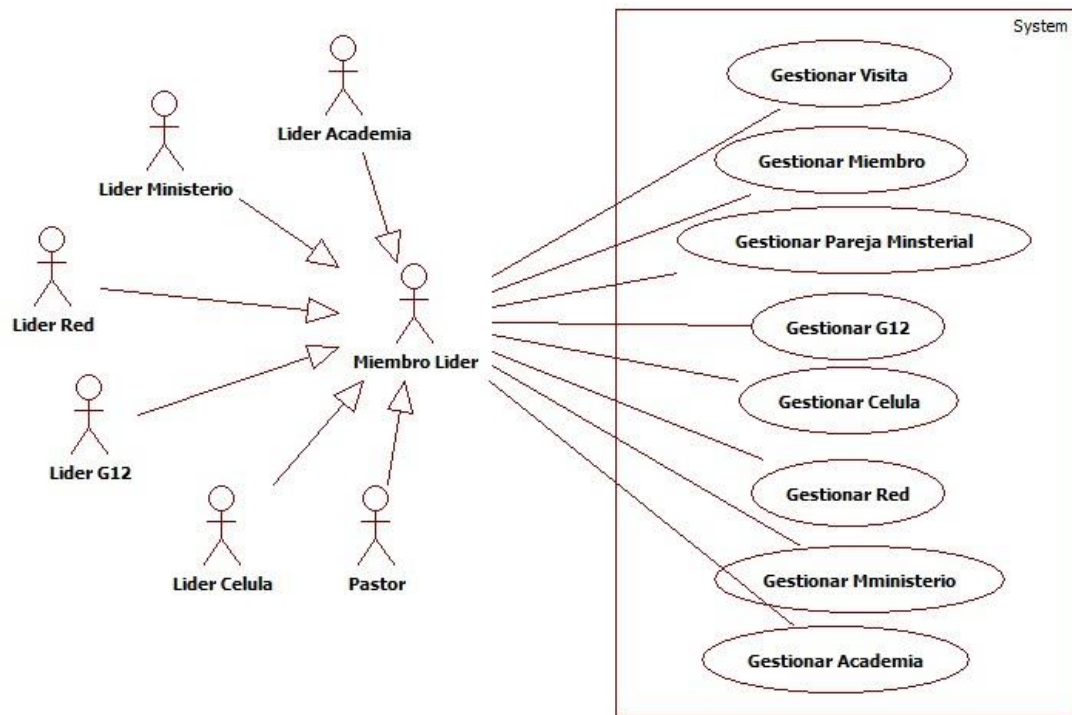 System
Gestionar Visita
Lider Academia
Gestionar Miembro
Lider Ministerio
Gestionar Pareja Minsterial
Lider Red
Gestionar G12
Miembro Lider
Gestionar Celula
Lider G12
Gestionar Red
Lider Celula
Pastor
Gestionar Mministerio
Gestionar Academia